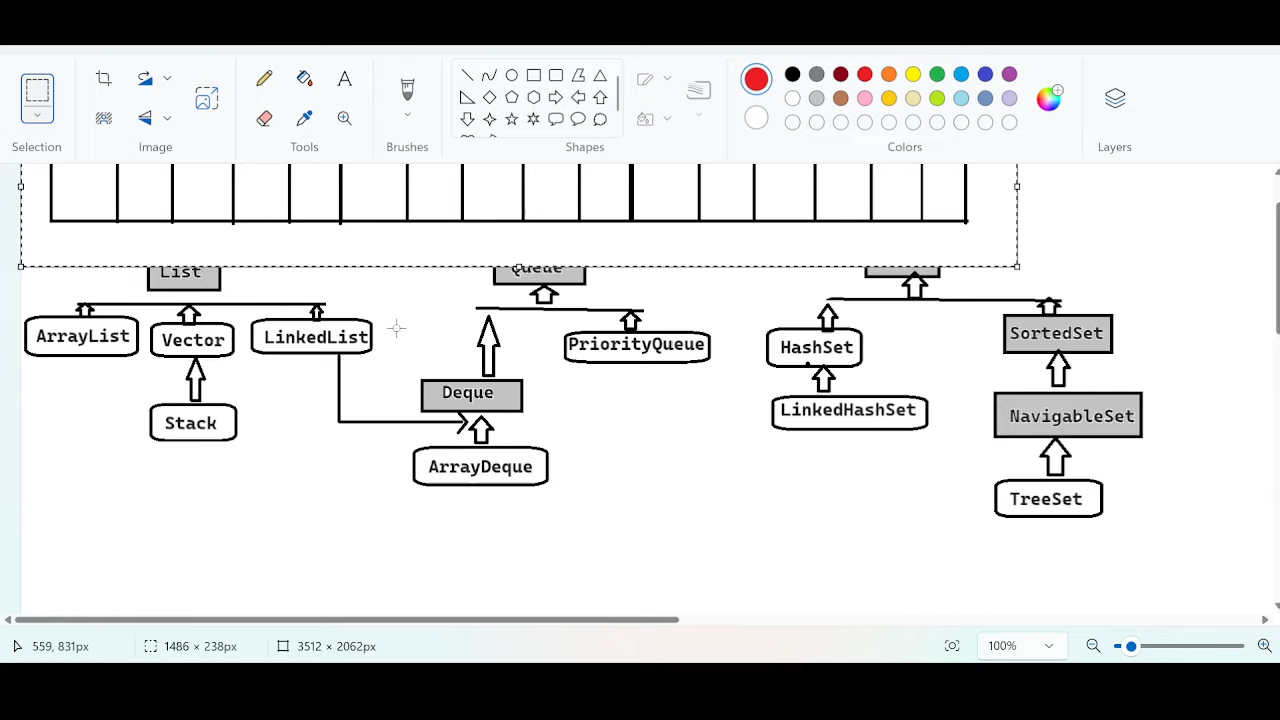 Selection
Image
Tools
Brushes
Shapes
Colors
Layers
List
Queue
ArrayList
Vector
LinkedList
PriorityQueue
HashSet
SortedSet
Stack
Deque
LinkedHashSet
NavigableSet
ArrayDeque
TreeSet
559, 831px
1486 × 238px
3512 × 2062px
100%